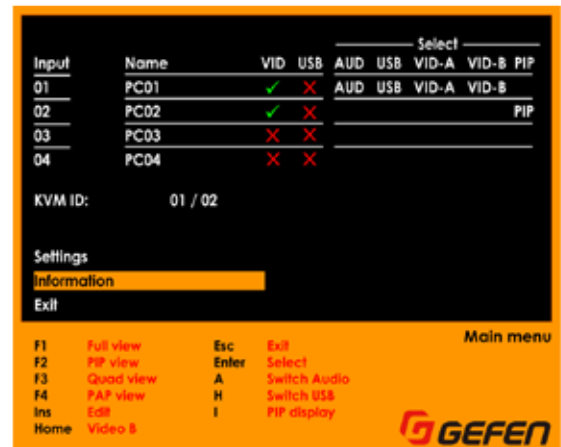 Select
Input Name VID USB AUD USB VID-A VID-B PIP
01 PC01 ✓ X AUD USB VID-A VID-B
02 PC02 ✓ X PIP
03 PC03 X X
04 PC04 X X
KVM ID: 01 / 02
Settings
Information
Exit
Main menu
F1 Full view Esc Exit
F2 PIP view Enter Select
F3 Quad view A Switch Audio
F4 PAP view H Switch USB
Ins Edit I PIP display
Home Video B
GEFEN